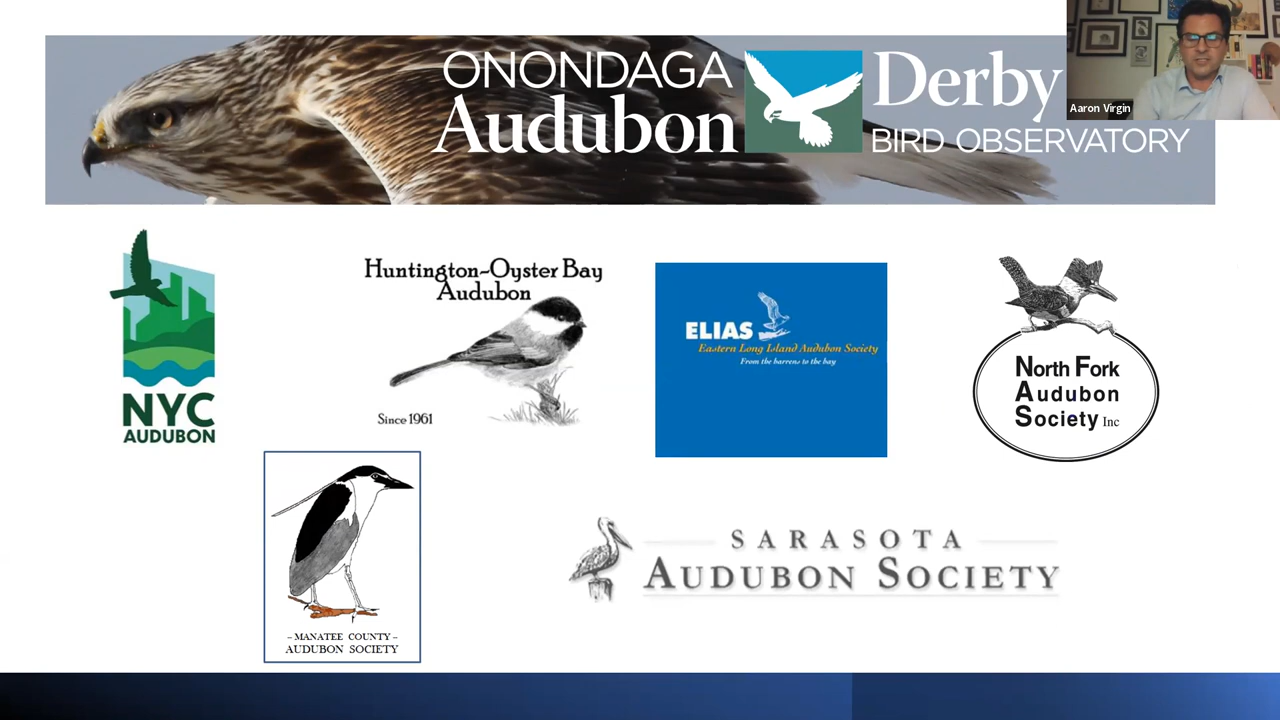 ONONDAGA
Audubon
Derby
BIRD OBSERVATORY
Aaron Virgin
NYC
AUDUBON
Huntington-Oyster Bay
Audubon
Since 1961
ELIAS
Eastern Long Island Audubon Society
From the barrens to the bay
North Fork
Audubon
Society Inc
– MANATEE COUNTY –
AUDUBON SOCIETY
SARASOTA
AUDUBON SOCIETY